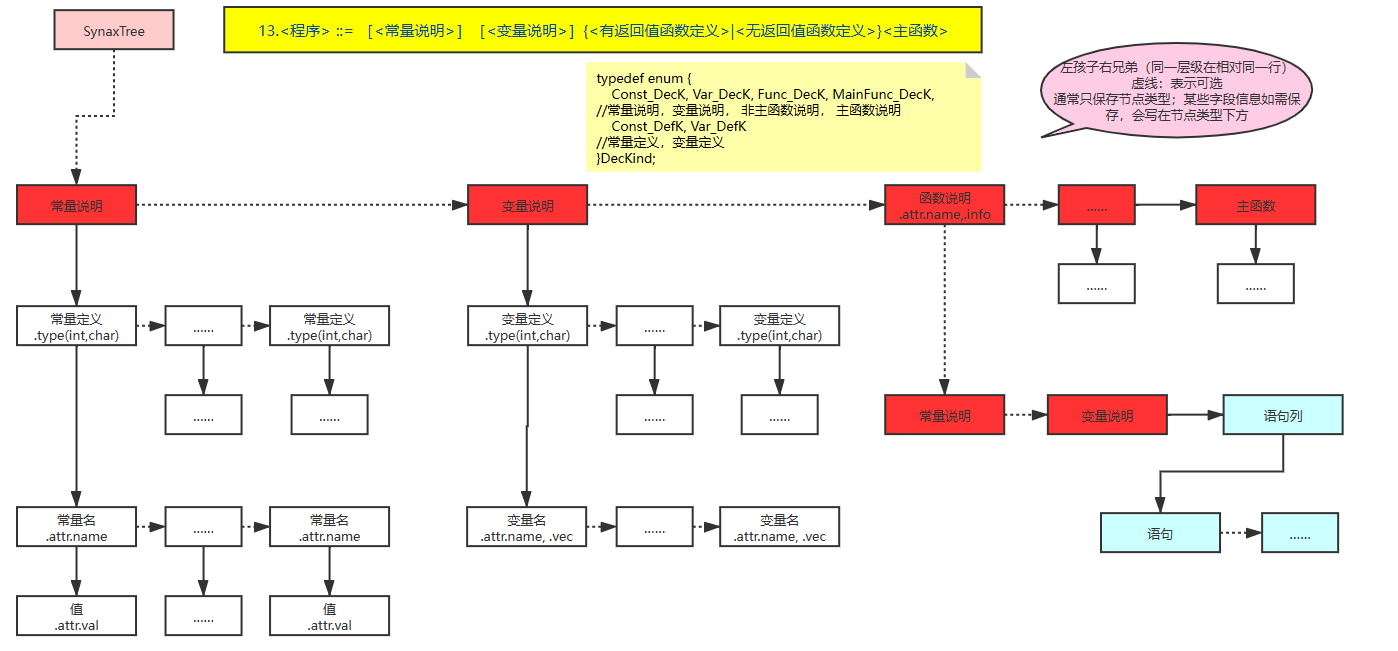 SynaxTree
13.<程序> ::= [<常量说明>] [<变量说明>] {<有返回值函数定义>|<无返回值函数定义>}<主函数>
typedef enum {
Const_DecK, Var_DecK, Func_DecK, MainFunc_DecK,
//常量说明，变量说明， 非主函数说明， 主函数说明
Const_DefK, Var_DefK
//常量定义，变量定义
}DecKind;
左孩子右兄弟（同一层级在相对同一行）
虚线：表示可选
通常只保存节点类型；某些字段信息如需保
存，会写在节点类型下方
常量说明
变量说明
函数说明
.attr.name,.info
......
主函数
......
......
常量定义
.type(int,char)
......
常量定义
.type(int,char)
变量定义
.type(int,char)
......
变量定义
.type(int,char)
......
......
......
......
常量说明
变量说明
语句列
常量名
.attr.name
......
常量名
.attr.name
变量名
.attr.name, .vec
......
变量名
.attr.name, .vec
语句
......
值
.attr.val
......
值
.attr.val